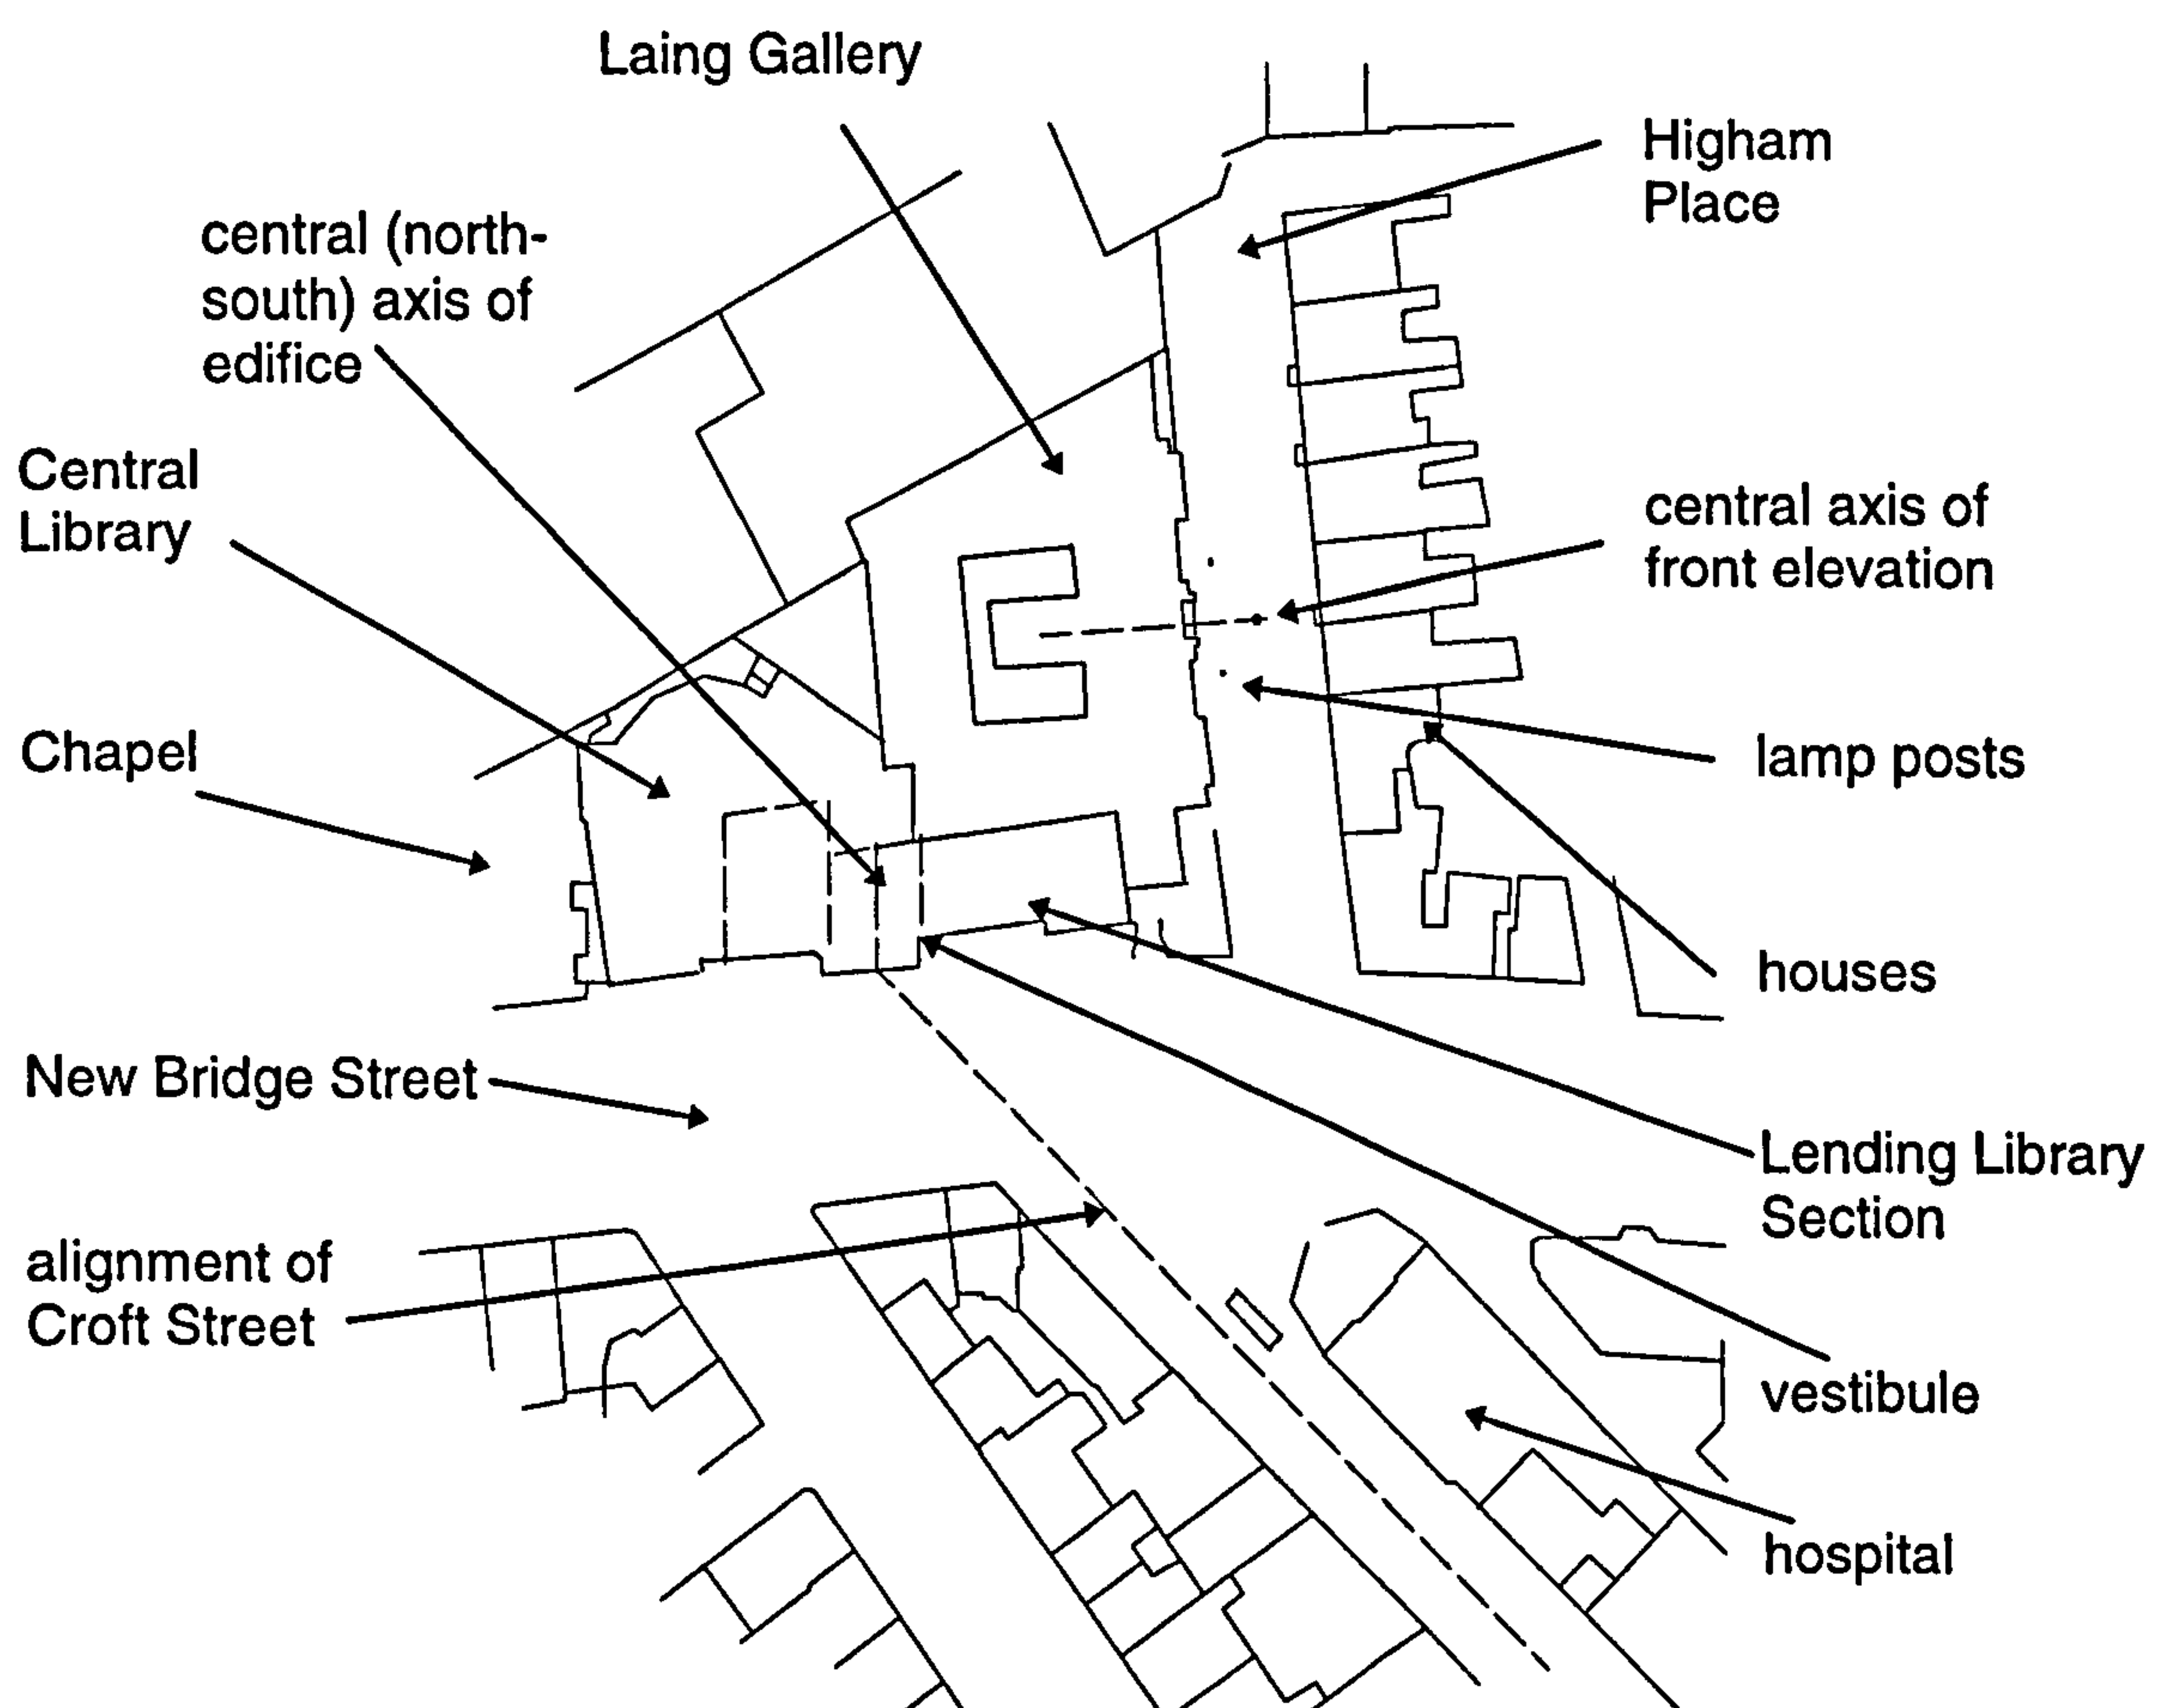 Laing Gallery
Higham
Place
central (north-
south) axis of
edifice
Central
Library
central axis of
front elevation
Chapel
lamp posts
houses
New Bridge Street
Lending Library
Section
alignment of
Croft Street
vestibule
hospital